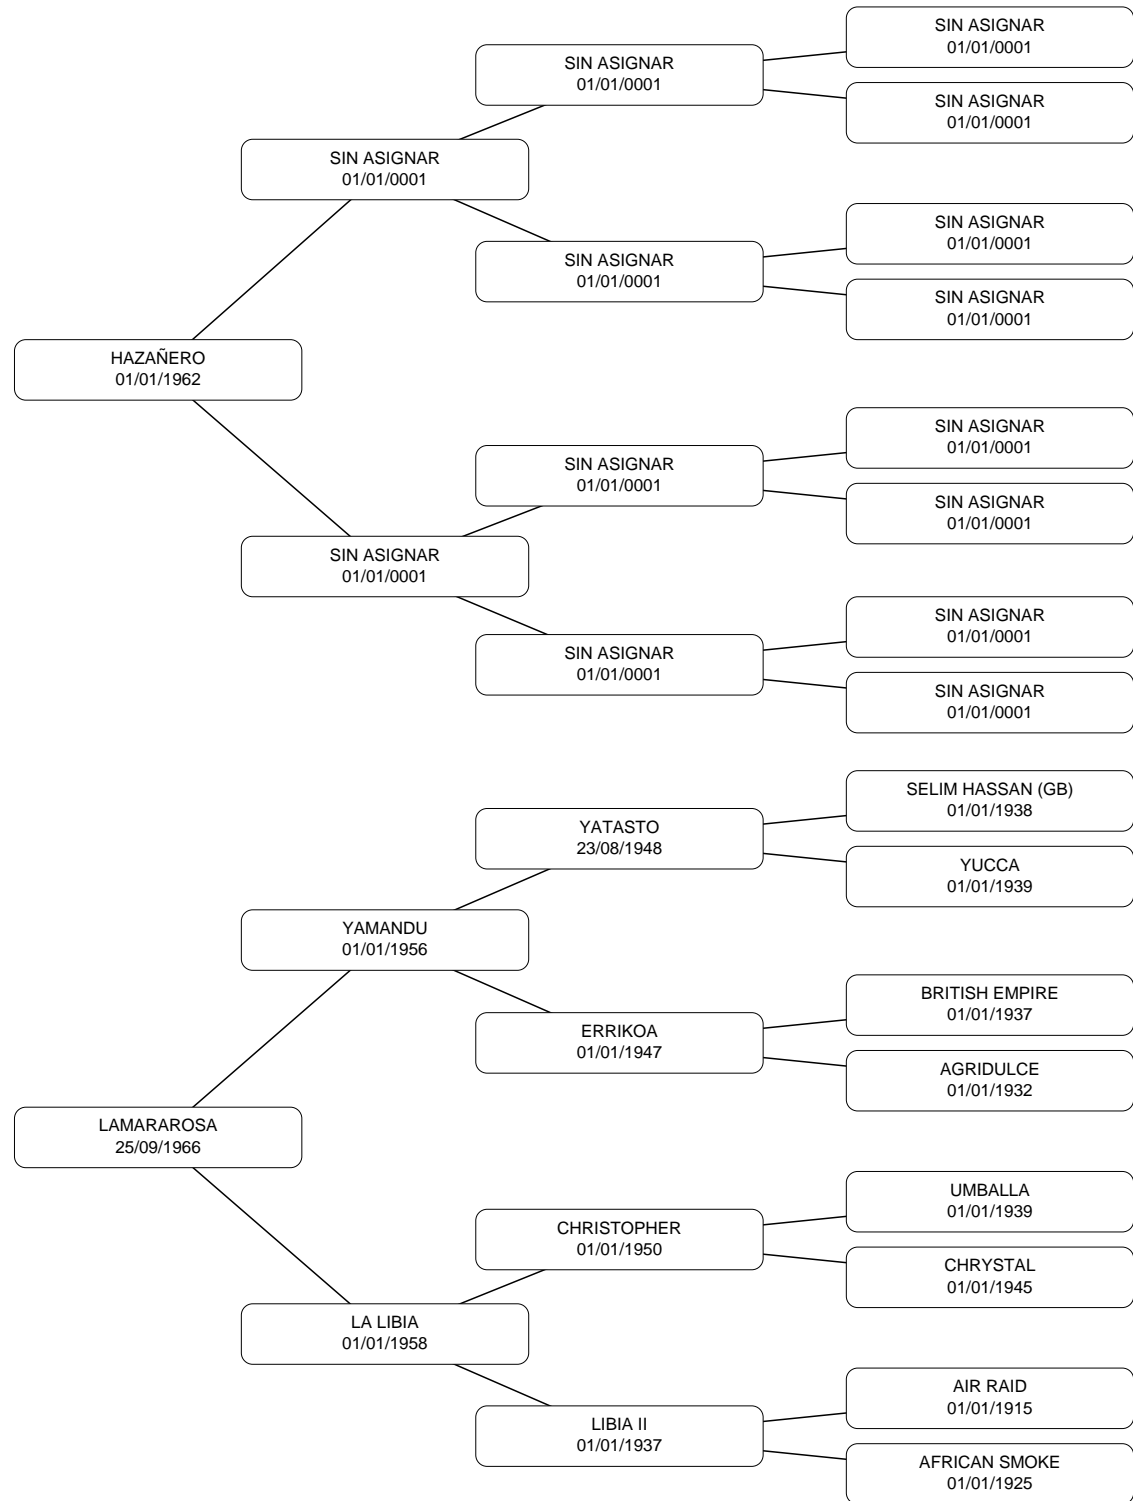 SIN ASIGNAR
01/01/0001
SIN ASIGNAR
01/01/0001
SIN ASIGNAR
01/01/0001
SIN ASIGNAR
01/01/0001
SIN ASIGNAR
01/01/0001
SIN ASIGNAR
01/01/0001
SIN ASIGNAR
01/01/0001
HAZAÑERO
01/01/1962
SIN ASIGNAR
01/01/0001
SIN ASIGNAR
01/01/0001
SIN ASIGNAR
01/01/0001
SIN ASIGNAR
01/01/0001
SIN ASIGNAR
01/01/0001
SIN ASIGNAR
01/01/0001
SIN ASIGNAR
01/01/0001
SELIM HASSAN (GB)
01/01/1938
YATASTO
23/08/1948
YUCCA
01/01/1939
YAMANDU
01/01/1956
BRITISH EMPIRE
01/01/1937
ERRIKOA
01/01/1947
AGRIDULCE
01/01/1932
LAMARAROSA
25/09/1966
UMBALLA
01/01/1939
CHRISTOPHER
01/01/1950
CHRYSTAL
01/01/1945
LA LIBIA
01/01/1958
AIR RAID
01/01/1915
LIBIA II
01/01/1937
AFRICAN SMOKE
01/01/1925